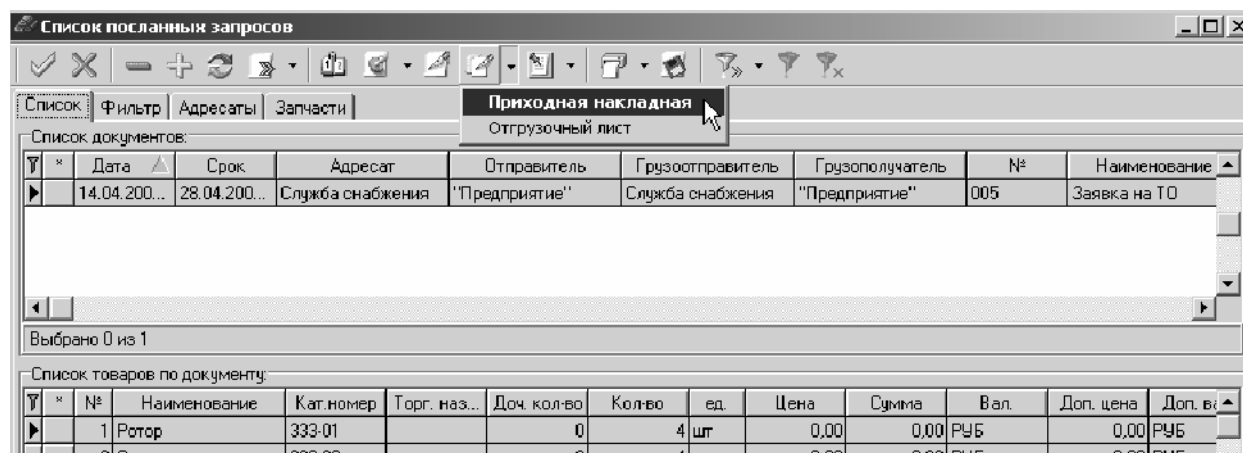 Список посланных запросов
Приходная накладная
Отгрузочный лист
Список Фильтр Адресаты Запчасти
Список документов:
* Дата Срок Адресат Отправитель Грузоотправитель Грузополучатель № Наименование
14.04.200... 28.04.200... Служба снабжения "Предприятие" Служба снабжения "Предприятие" 005 Заявка на ТО
Выбрано 0 из 1
Список товаров по документу:
* № Наименование Кат.номер Торг. наз... Доч. кол-во Кол-во ед. Цена Сумма Вал. Доп. цена Доп. ва
1 Ротор 333-01 0 4 шт 0,00 0,00 РУБ 0,00 РУБ